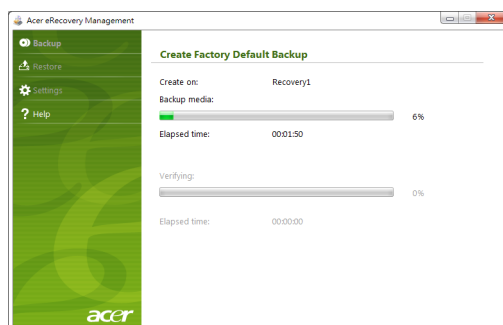 Acer eRecovery Management
Backup
Restore
Settings
Help
Create Factory Default Backup
Create on: Recovery1
Backup media:
6%
Elapsed time: 00:01:50
Verifying:
0%
Elapsed time: 00:00:00
acer